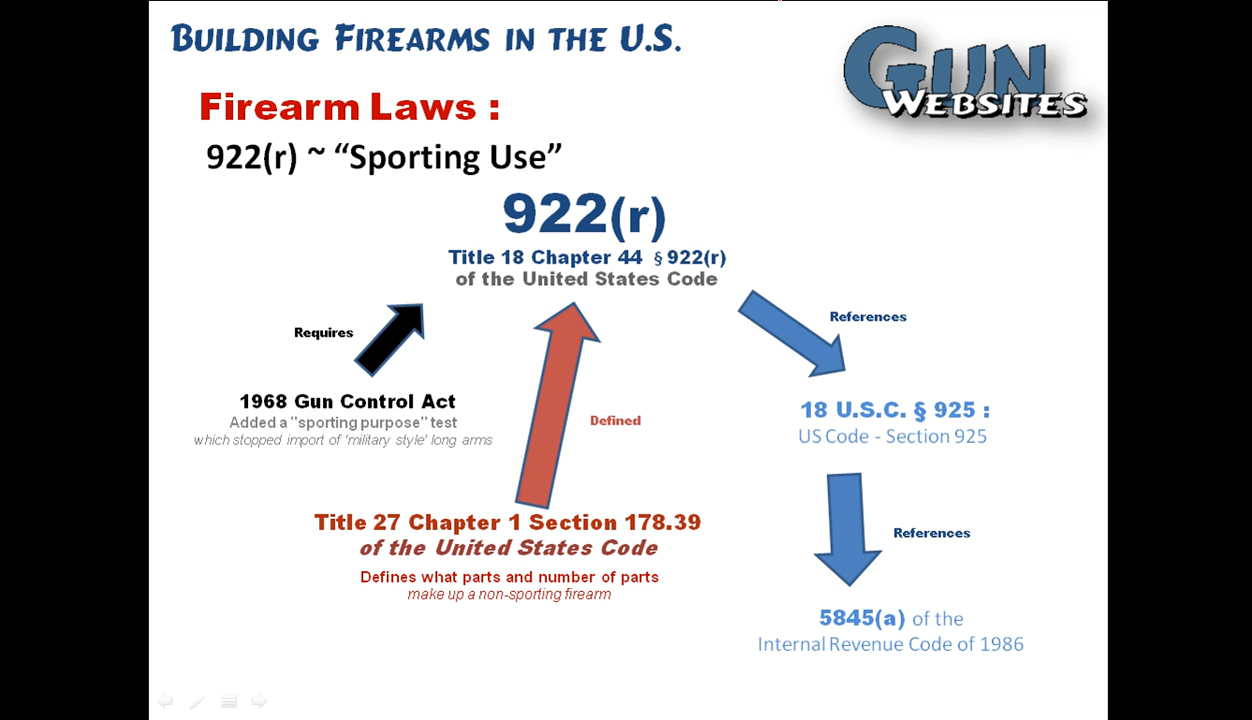 BUILDING FIREARMS IN THE U.S.
GUN
WEBSITES
Firearm Laws :
922(r) ~ “Sporting Use”
922(r)
Title 18 Chapter 44 § 922(r)
of the United States Code
Requires
References
1968 Gun Control Act
Added a "sporting purpose" test
which stopped import of 'military style' long arms
Defined
18 U.S.C. § 925 :
US Code - Section 925
Title 27 Chapter 1 Section 178.39
of the United States Code
Defines what parts and number of parts
make up a non-sporting firearm
References
5845(a) of the
Internal Revenue Code of 1986